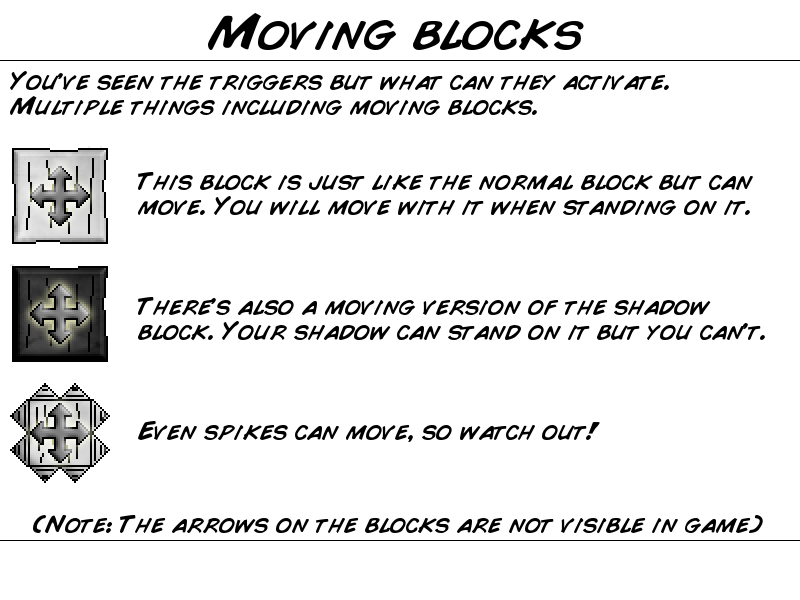 Moving blocks
You've seen the triggers but what can they activate.
Multiple things including moving blocks.
This block is just like the normal block but can
move. You will move with it when standing on it.
There's also a moving version of the shadow
block. Your shadow can stand on it but you can't.
Even spikes can move, so watch out!
(Note: The arrows on the blocks are not visible in game)